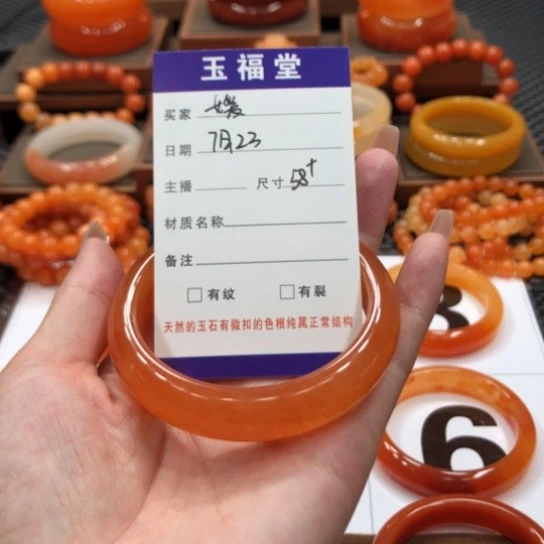 玉福堂
买家
日期 7月23
主播 尺寸 58+
材质名称
备注
□ 有纹 □ 有裂
天然的玉石有微扣的色根纯属正常结构
8
6